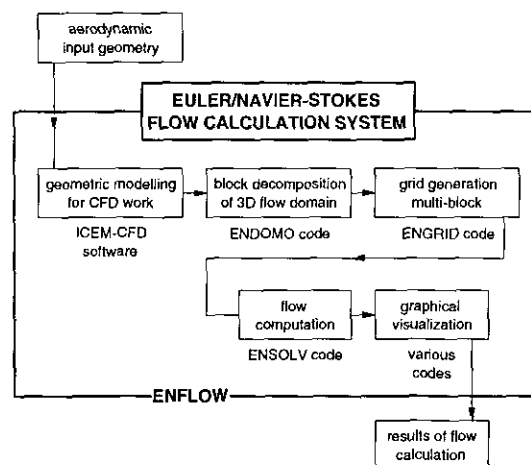 aerodynamic
input geometry
EULER/NAVIER-STOKES
FLOW CALCULATION SYSTEM
geometric modelling
for CFD work
ICEM-CFD
software
block decomposition
of 3D flow domain
ENDOMO code
grid generation
multi-block
ENGRID code
flow
computation
ENSOLV code
graphical
visualization
various
codes
ENFLOW
results of flow
calculation